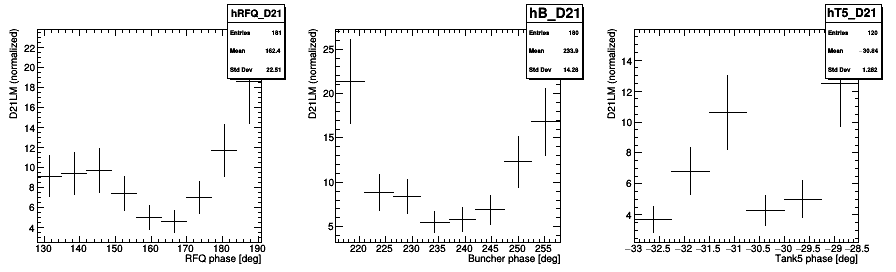 hRFQ_D21
Entries 181
Mean 162.4
Std Dev 22.51
D21LM (normalized)
22
20
18
16
14
12
10
8
6
4
130 140 150 160 170 180 190
RFQ phase [deg]
hB_D21
Entries 180
Mean 233.9
Std Dev 14.28
D21LM (normalized)
25
20
15
10
5
220 225 230 235 240 245 250 255
Buncher phase [deg]
hT5_D21
Entries 120
Mean -30.84
Std Dev 1.282
D21LM (normalized)
16
14
12
10
8
6
4
−33 −32.5 −32 −31.5 −31 −30.5 −30 −29.5 −29 −28.5
Tank5 phase [deg]